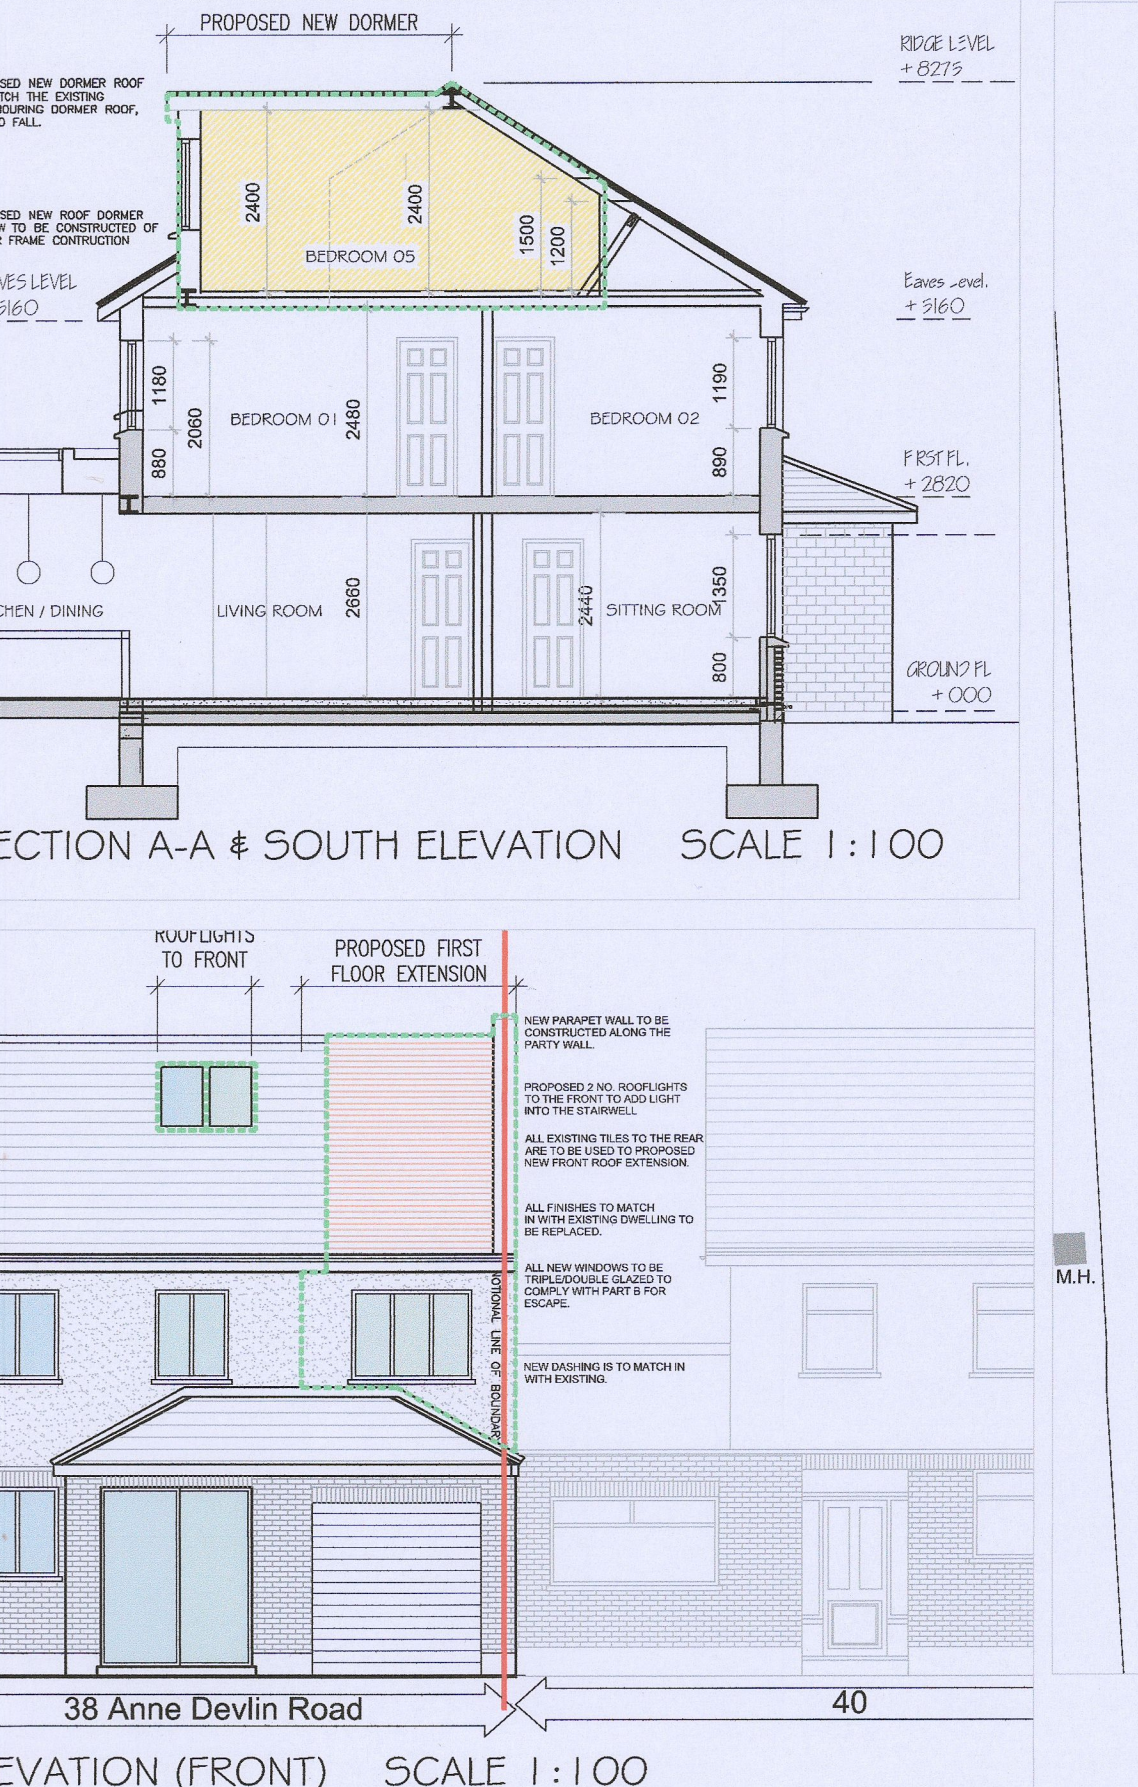 PROPOSED NEW DORMER
RIDGE LEVEL
+8275
SED NEW DORMER ROOF
TCH THE EXISTING
BOURING DORMER ROOF,
O FALL.
SED NEW ROOF DORMER
W TO BE CONSTRUCTED OF
R FRAME CONTRUCTION
VES LEVEL
5160
2400
2400
1500
1200
BEDROOM 05
Eaves Level.
+5160
1180
2060
880
BEDROOM 01
2480
BEDROOM 02
1190
890
FIRST FL.
+2820
CHEN / DINING
LIVING ROOM
2660
2440
SITTING ROOM
1350
800
GROUND FL
+000
ECTION A-A & SOUTH ELEVATION SCALE 1:100
ROOFLIGHTS
TO FRONT
PROPOSED FIRST
FLOOR EXTENSION
NEW PARAPET WALL TO BE
CONSTRUCTED ALONG THE
PARTY WALL.
PROPOSED 2 NO. ROOFLIGHTS
TO THE FRONT TO ADD LIGHT
INTO THE STAIRWELL
ALL EXISTING TILES TO THE REAR
ARE TO BE USED TO PROPOSED
NEW FRONT ROOF EXTENSION.
ALL FINISHES TO MATCH
IN WITH EXISTING DWELLING TO
BE REPLACED.
ALL NEW WINDOWS TO BE
TRIPLE/DOUBLE GLAZED TO
COMPLY WITH PART B FOR
ESCAPE.
NEW DASHING IS TO MATCH IN
WITH EXISTING.
NOTIONAL LINE OF BOUNDARY
M.H.
38 Anne Devlin Road
40
EVATION (FRONT) SCALE 1:100